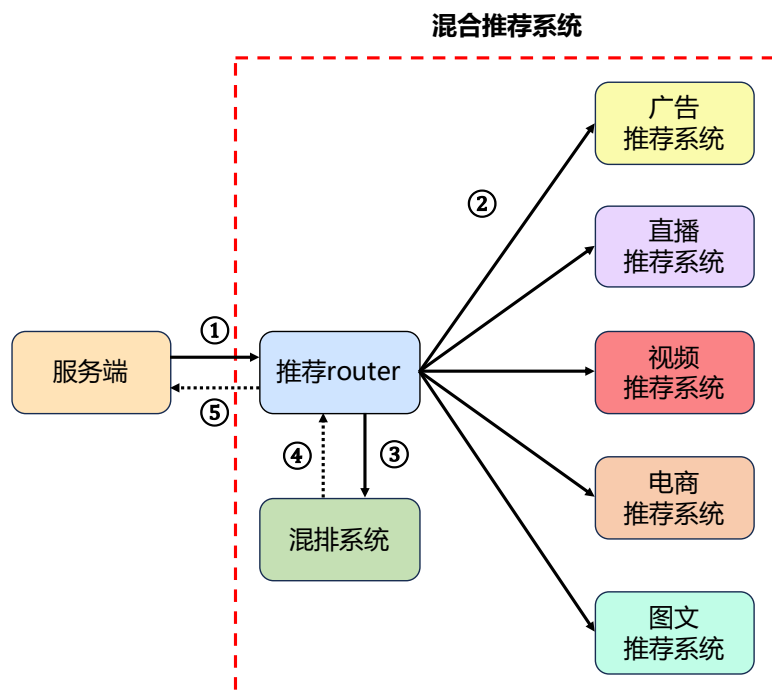 混合推荐系统
广告
推荐系统
②
直播
推荐系统
①
服务端
推荐router
视频
推荐系统
⑤
④
③
混排系统
电商
推荐系统
图文
推荐系统